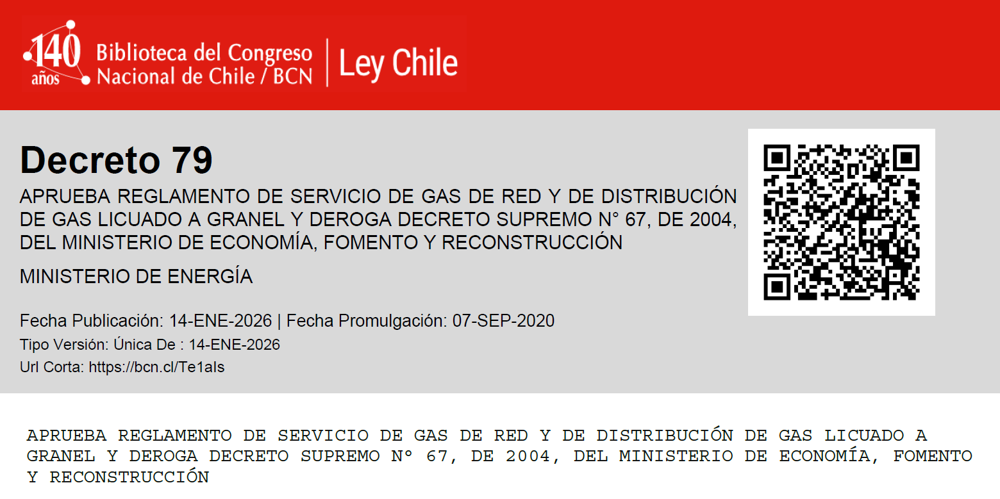 140
años
Biblioteca del Congreso
Nacional de Chile / BCN
Ley Chile
Decreto 79
APRUEBA REGLAMENTO DE SERVICIO DE GAS DE RED Y DE DISTRIBUCIÓN
DE GAS LICUADO A GRANEL Y DEROGA DECRETO SUPREMO N° 67, DE 2004,
DEL MINISTERIO DE ECONOMÍA, FOMENTO Y RECONSTRUCCIÓN
MINISTERIO DE ENERGÍA
Fecha Publicación: 14-ENE-2026 | Fecha Promulgación: 07-SEP-2020
Tipo Versión: Única De : 14-ENE-2026
Url Corta: https://bcn.cl/Te1aIs
APRUEBA REGLAMENTO DE SERVICIO DE GAS DE RED Y DE DISTRIBUCIÓN DE GAS LICUADO A
GRANEL Y DEROGA DECRETO SUPREMO Nº 67, DE 2004, DEL MINISTERIO DE ECONOMÍA, FOMENTO
Y RECONSTRUCCIÓN